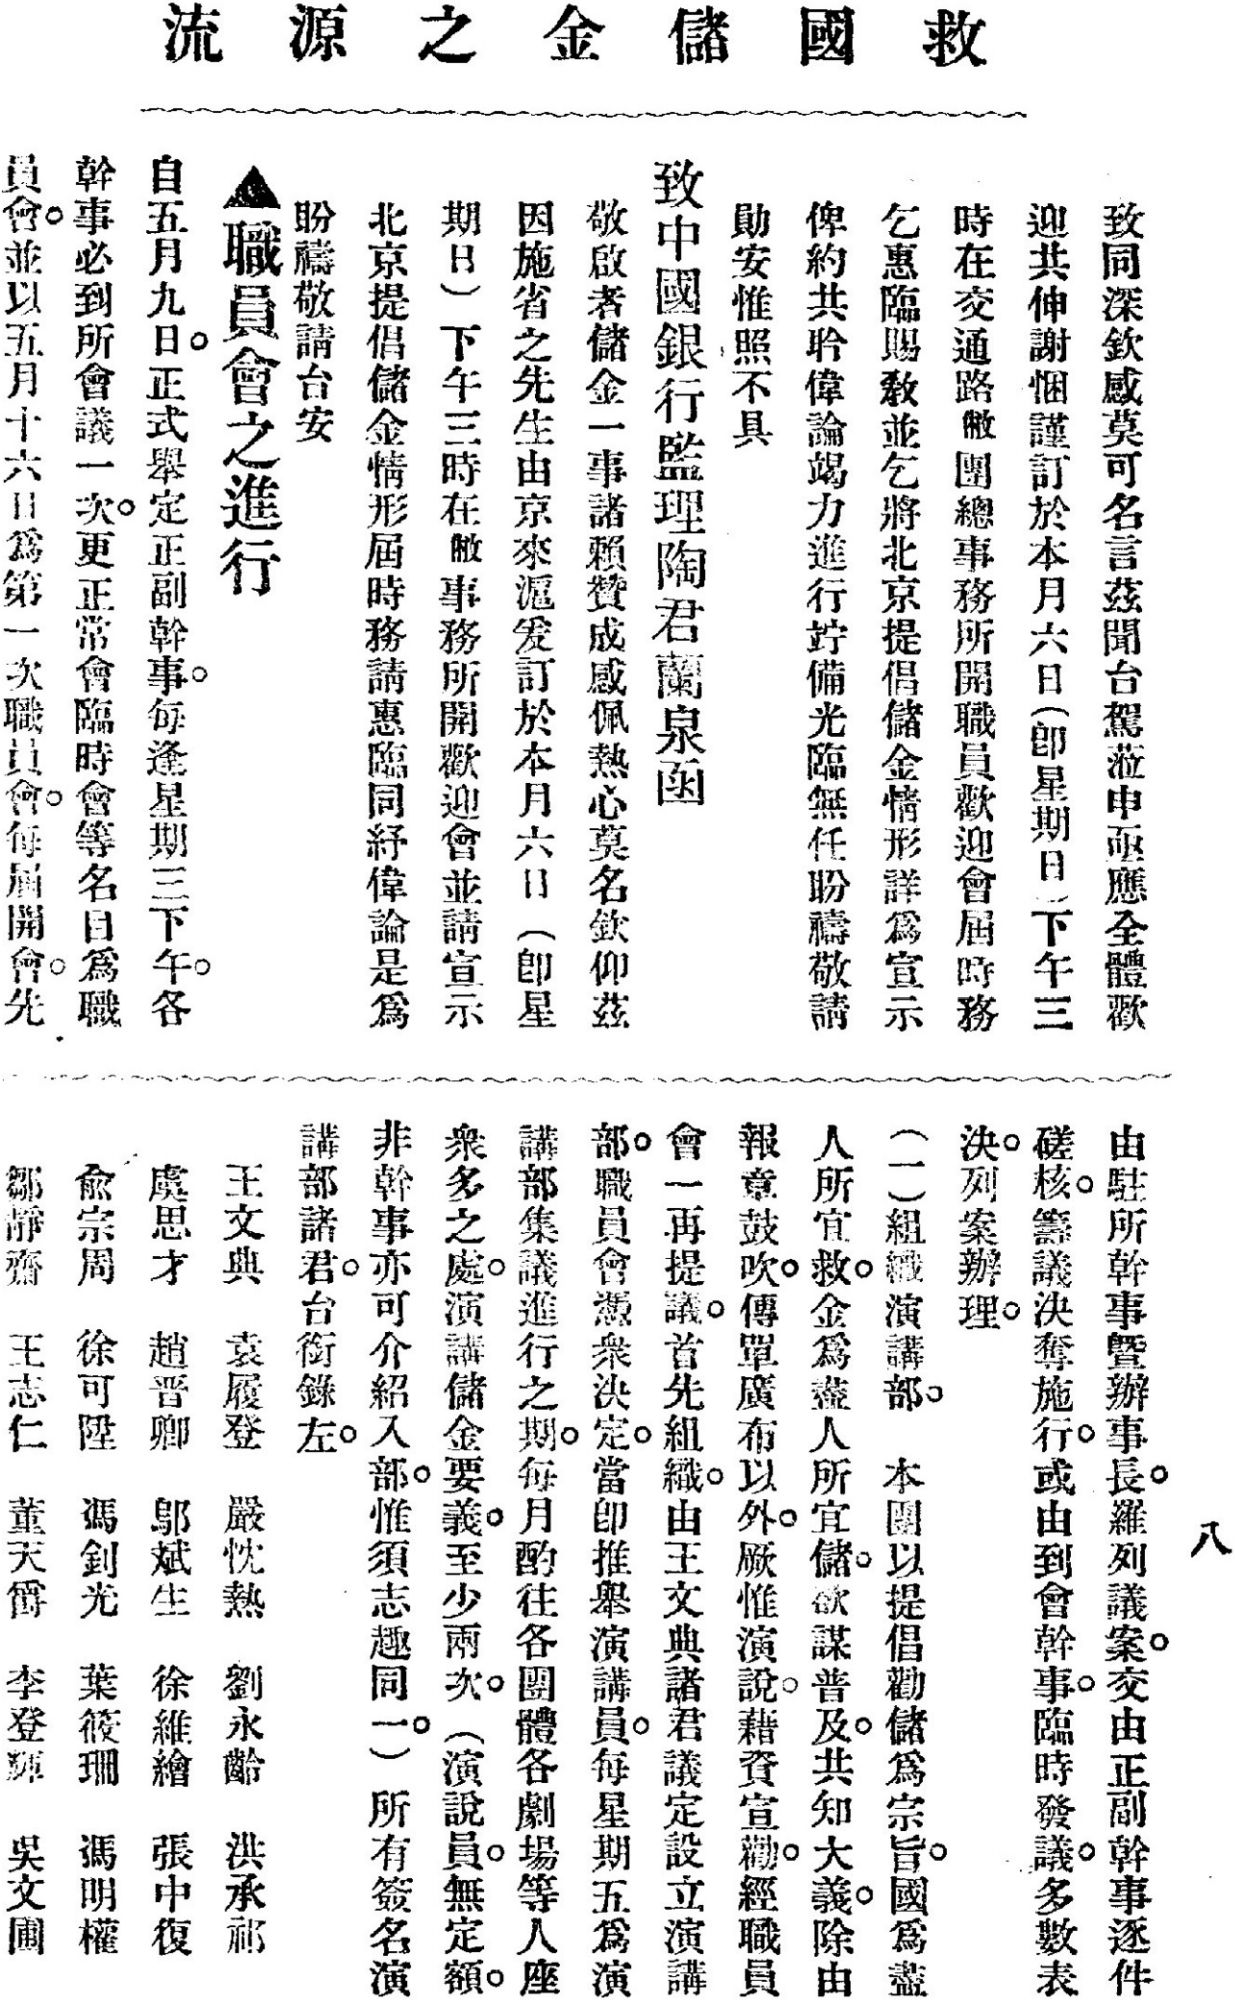 救國儲金之源流
致同深欽感莫可名言茲聞台駕蒞申亟應全體歡
迎共伸謝悃謹訂於本月六日（卽星期日）下午三
時在交通路敝團總事務所開職員歡迎會屆時務
乞惠臨賜教並乞將北京提倡儲金情形詳爲宣示
俾約共聆偉論竭力進行竚備光臨無任盼禱敬請
勛安惟照不具
致中國銀行監理陶君蘭泉函
敬啟者儲金一事諸賴贊成感佩熱心莫名欽仰茲
因施省之先生由京來滬爰訂於本月六日（卽星
期日）下午三時在敝事務所開歡迎會並請宣示
北京提倡儲金情形屆時務請惠臨同紓偉論是爲
盼禱敬請台安
▲職員會之進行
自五月九日。正式舉定正副幹事。每逢星期三下午。各
幹事必到所會議一次。更正常會臨時會等名目爲職
員會。並以五月十六日爲第一次職員會。每屆開會。先
八
由駐所幹事曁辦事長。羅列議案。交由正副幹事逐件
磋核。籌議決奪施行。或由到會幹事。臨時發議。多數表
決。列案辦理。
（一）組織演講部。　本團以提倡勸儲爲宗旨。國爲盡
人所宜救。金爲盡人所宜儲。欲謀普及。共知大義。除由
報章鼓吹。傳單廣布以外。厥惟演說。藉資宣勸。經職員
會一再提議。首先組織。由王文典諸君議定設立演講
部。職員會憑衆決定。當卽推舉演講員。每星期五爲演
講部集議進行之期。每月酌往各團體各劇場等人座
衆多之處。演講儲金要義。至少兩次。（演說員。無定額。
非幹事亦可介紹入部。惟須志趣同一。）所有簽名演
講部諸君。台銜錄左。
王文典　袁履登　嚴忱熱　劉永齡　洪承祁
虞思才　趙晋卿　鄔斌生　徐維繪　張中復
兪宗周　徐可陞　馮釗光　葉筱珊　馮明權
鄒靜齋　王志仁　董天爵　李登輝　吳文圃